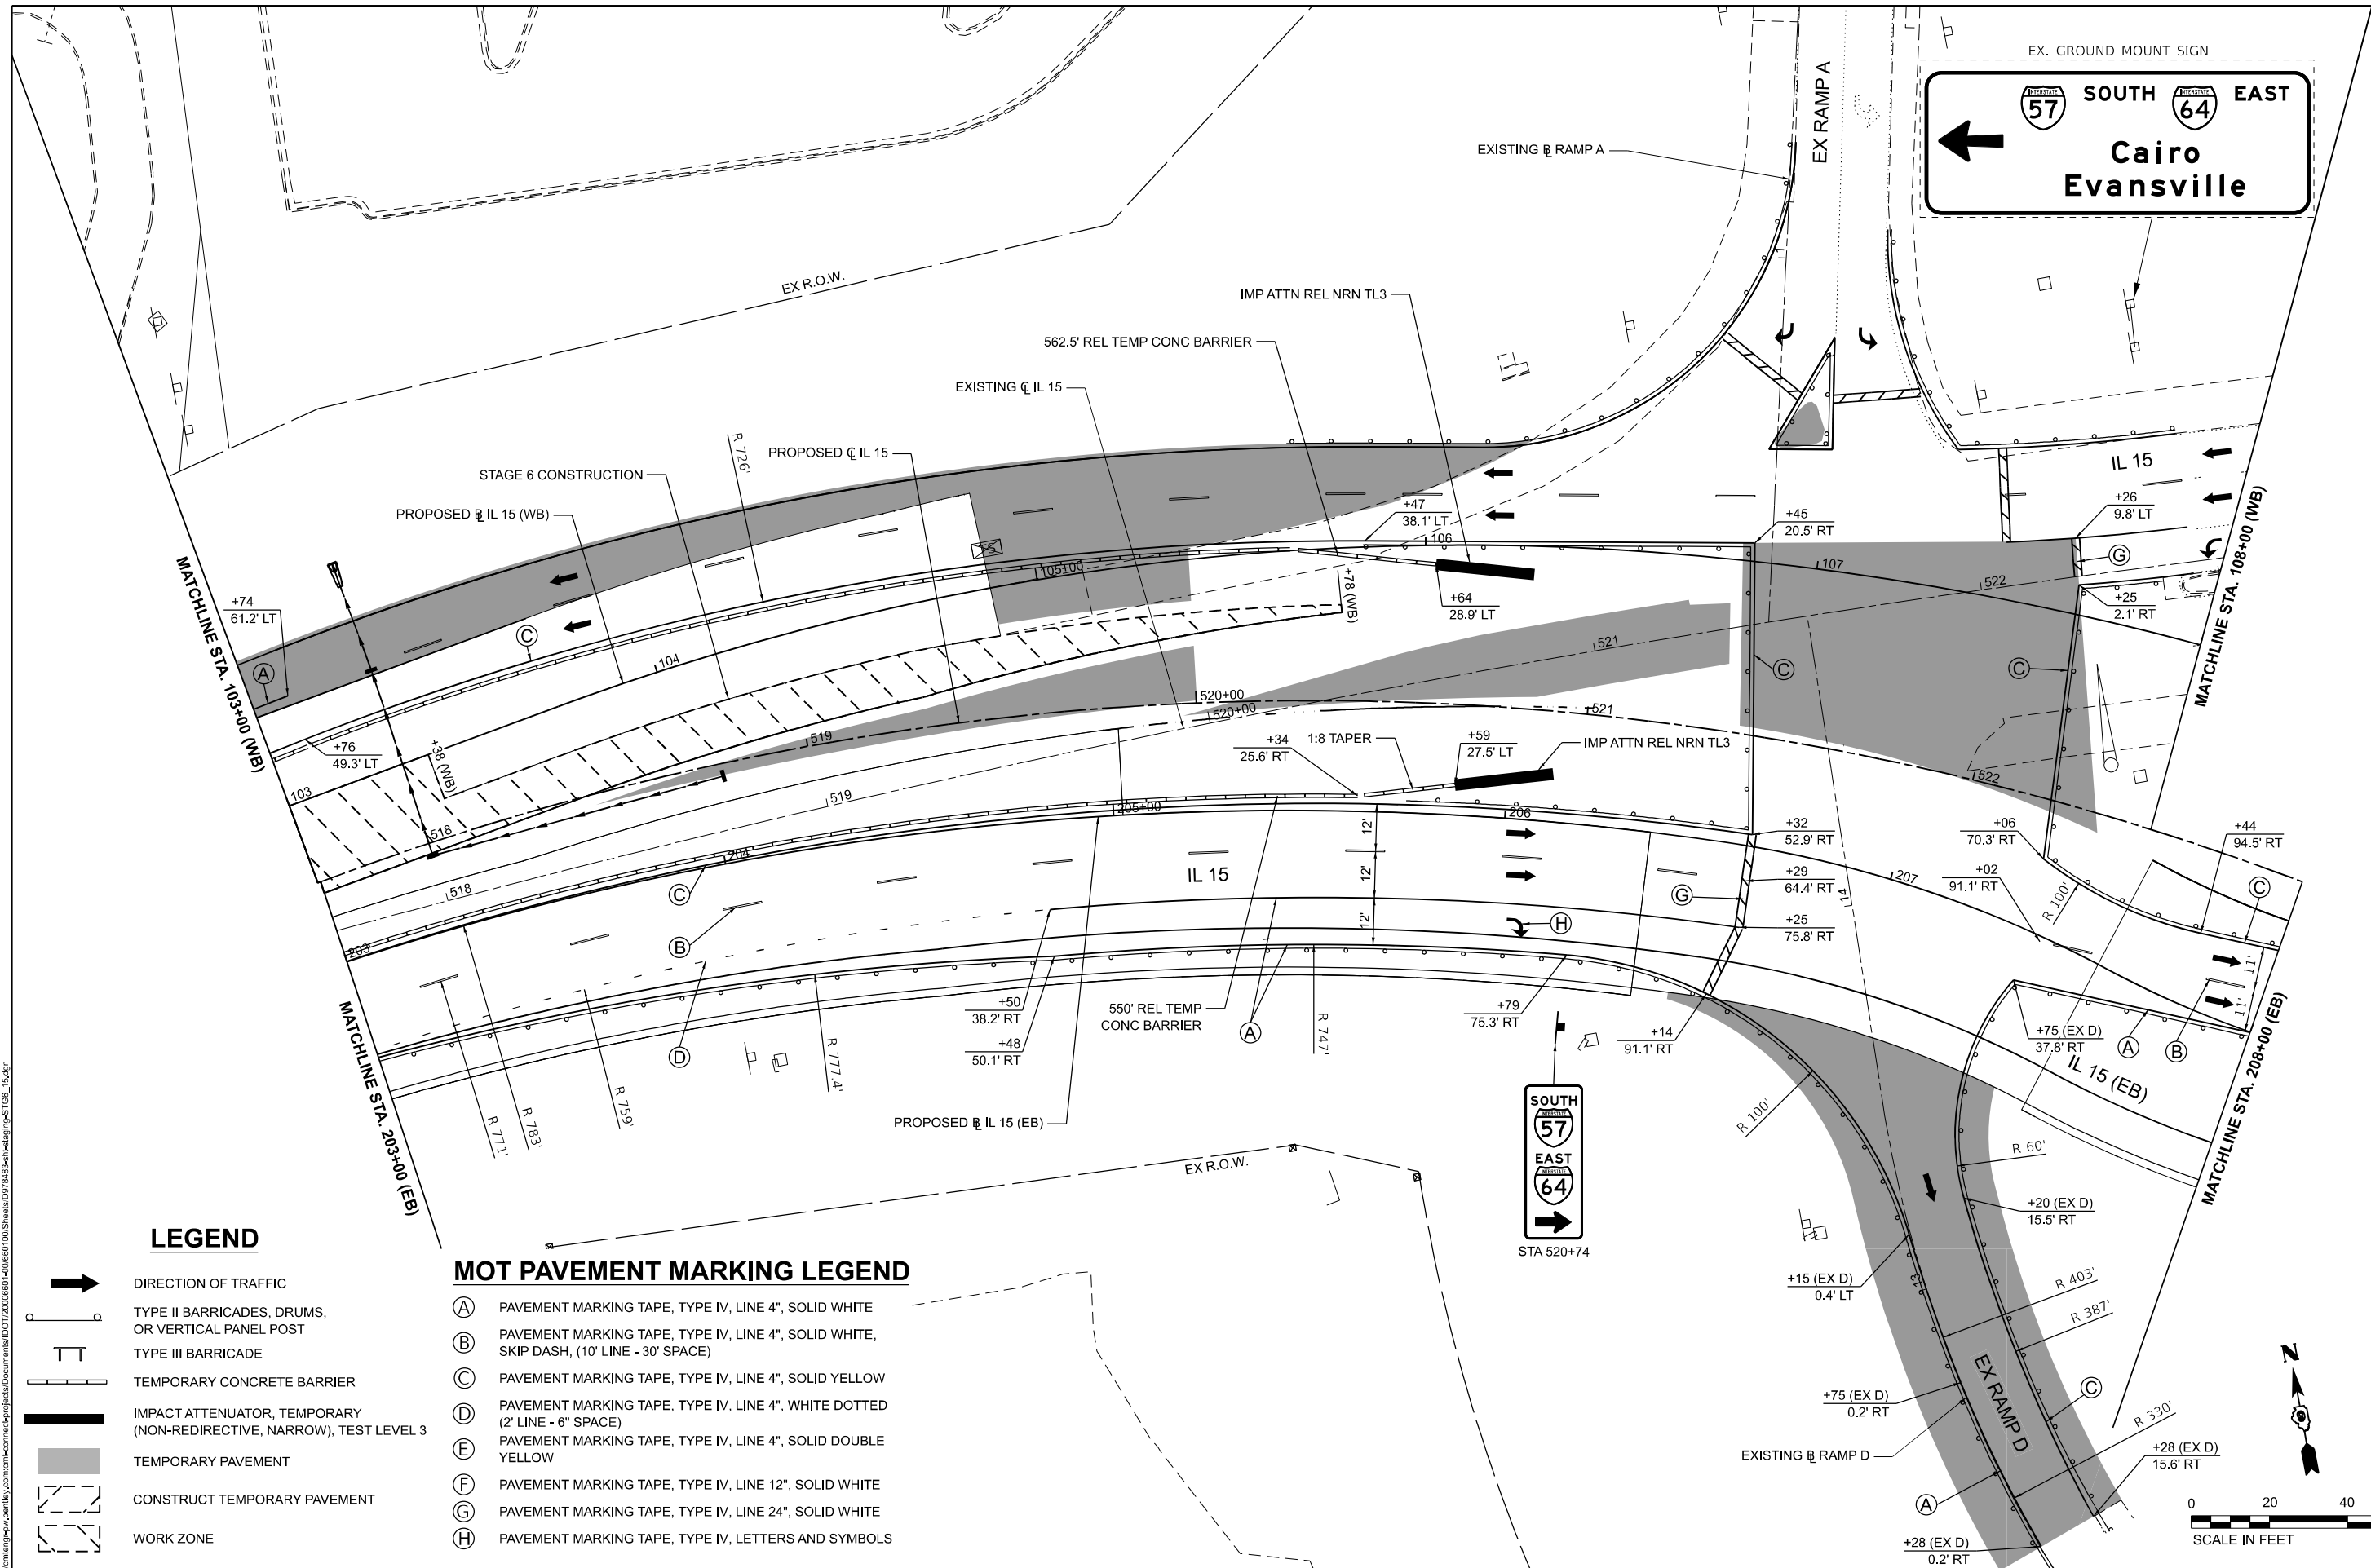 EX. GROUND MOUNT SIGN
INTERSTATE
57
SOUTH
INTERSTATE
64
EAST
Cairo
Evansville
EX RAMP A
EXISTING BL RAMP A
11
EX R.O.W.
IMP ATTN REL NRN TL3
562.5' REL TEMP CONC BARRIER
EXISTING CL IL 15
PROPOSED CL IL 15
R 726'
STAGE 6 CONSTRUCTION
PROPOSED BL IL 15 (WB)
IL 15
+26
9.8' LT
+47
38.1' LT
106
+45
20.5' RT
G
MATCHLINE STA. 103+00 (WB)
MATCHLINE STA. 108+00 (WB)
TS
105+00
107
522
+78 (WB)
+64
28.9' LT
+25
2.1' RT
+74
61.2' LT
A
C
104
521
C
C
+76
49.3' LT
+38 (WB)
103
518
519
520+00
520+00
521
522
+34
25.6' RT
1:8 TAPER
+59
27.5' LT
IMP ATTN REL NRN TL3
519
518
203
204
205+00
206
207
12'
12'
12'
IL 15
C
B
D
G
H
+32
52.9' RT
+29
64.4' RT
+25
75.8' RT
14
+06
70.3' RT
+02
91.1' RT
+44
94.5' RT
R 100'
C
11'
11'
+50
38.2' RT
+48
50.1' RT
550' REL TEMP
CONC BARRIER
A
R 747'
+79
75.3' RT
+14
91.1' RT
+75 (EX D)
37.8' RT
A
B
IL 15 (EB)
MATCHLINE STA. 203+00 (EB)
MATCHLINE STA. 208+00 (EB)
R 771'
R 783'
R 759'
R 777.4'
PROPOSED BL IL 15 (EB)
EX R.O.W.
SOUTH
INTERSTATE
57
EAST
INTERSTATE
64
STA 520+74
R 100'
R 60'
+20 (EX D)
15.5' RT
+15 (EX D)
0.4' LT
13
R 403'
R 387'
EX RAMP D
C
+75 (EX D)
0.2' RT
R 330'
EXISTING BL RAMP D
+28 (EX D)
15.6' RT
A
+28 (EX D)
0.2' RT
N
0 20 40
SCALE IN FEET
LEGEND
DIRECTION OF TRAFFIC
TYPE II BARRICADES, DRUMS,
OR VERTICAL PANEL POST
TYPE III BARRICADE
TEMPORARY CONCRETE BARRIER
IMPACT ATTENUATOR, TEMPORARY
(NON-REDIRECTIVE, NARROW), TEST LEVEL 3
TEMPORARY PAVEMENT
CONSTRUCT TEMPORARY PAVEMENT
WORK ZONE
MOT PAVEMENT MARKING LEGEND
A PAVEMENT MARKING TAPE, TYPE IV, LINE 4", SOLID WHITE
B PAVEMENT MARKING TAPE, TYPE IV, LINE 4", SOLID WHITE,
SKIP DASH, (10' LINE - 30' SPACE)
C PAVEMENT MARKING TAPE, TYPE IV, LINE 4", SOLID YELLOW
D PAVEMENT MARKING TAPE, TYPE IV, LINE 4", WHITE DOTTED
(2' LINE - 6" SPACE)
E PAVEMENT MARKING TAPE, TYPE IV, LINE 4", SOLID DOUBLE
YELLOW
F PAVEMENT MARKING TAPE, TYPE IV, LINE 12", SOLID WHITE
G PAVEMENT MARKING TAPE, TYPE IV, LINE 24", SOLID WHITE
H PAVEMENT MARKING TAPE, TYPE IV, LETTERS AND SYMBOLS